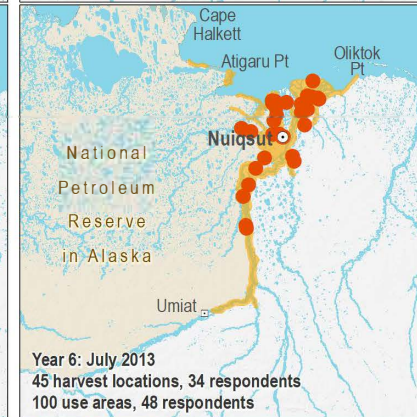 Cape
Halkett
Atigaru Pt
Oliktok
Pt
Nuiqsut
National
Petroleum
Reserve
in Alaska
Umiat
Year 6: July 2013
45 harvest locations, 34 respondents
100 use areas, 48 respondents